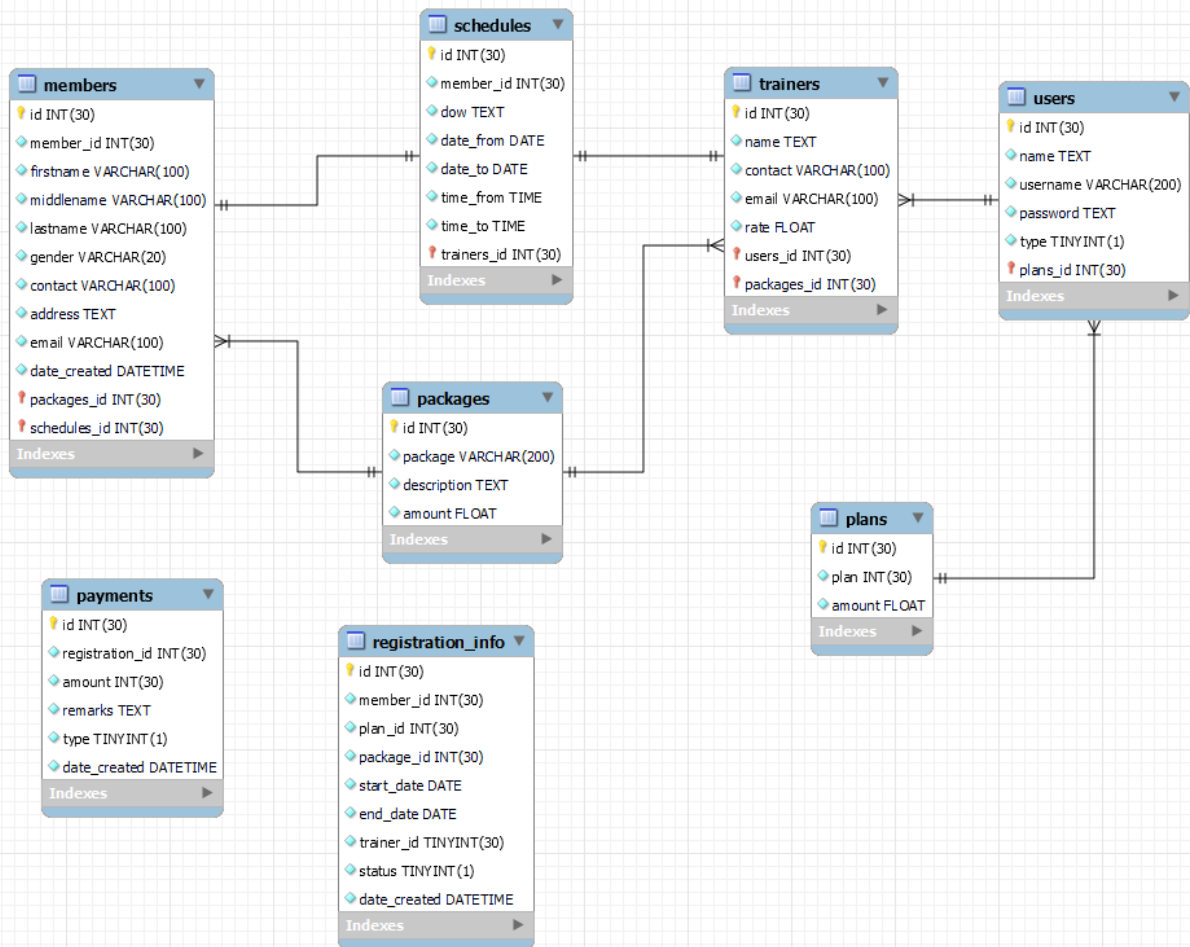 schedules
id INT(30)
member_id INT(30)
dow TEXT
date_from DATE
date_to DATE
time_from TIME
time_to TIME
trainers_id INT(30)
Indexes
members
id INT(30)
member_id INT(30)
firstname VARCHAR(100)
middlename VARCHAR(100)
lastname VARCHAR(100)
gender VARCHAR(20)
contact VARCHAR(100)
address TEXT
email VARCHAR(100)
date_created DATETIME
packages_id INT(30)
schedules_id INT(30)
Indexes
trainers
id INT(30)
name TEXT
contact VARCHAR(100)
email VARCHAR(100)
rate FLOAT
users_id INT(30)
packages_id INT(30)
Indexes
users
id INT(30)
name TEXT
username VARCHAR(200)
password TEXT
type TINYINT(1)
plans_id INT(30)
Indexes
packages
id INT(30)
package VARCHAR(200)
description TEXT
amount FLOAT
Indexes
plans
id INT(30)
plan INT(30)
amount FLOAT
Indexes
payments
id INT(30)
registration_id INT(30)
amount INT(30)
remarks TEXT
type TINYINT(1)
date_created DATETIME
Indexes
registration_info
id INT(30)
member_id INT(30)
plan_id INT(30)
package_id INT(30)
start_date DATE
end_date DATE
trainer_id TINYINT(30)
status TINYINT(1)
date_created DATETIME
Indexes